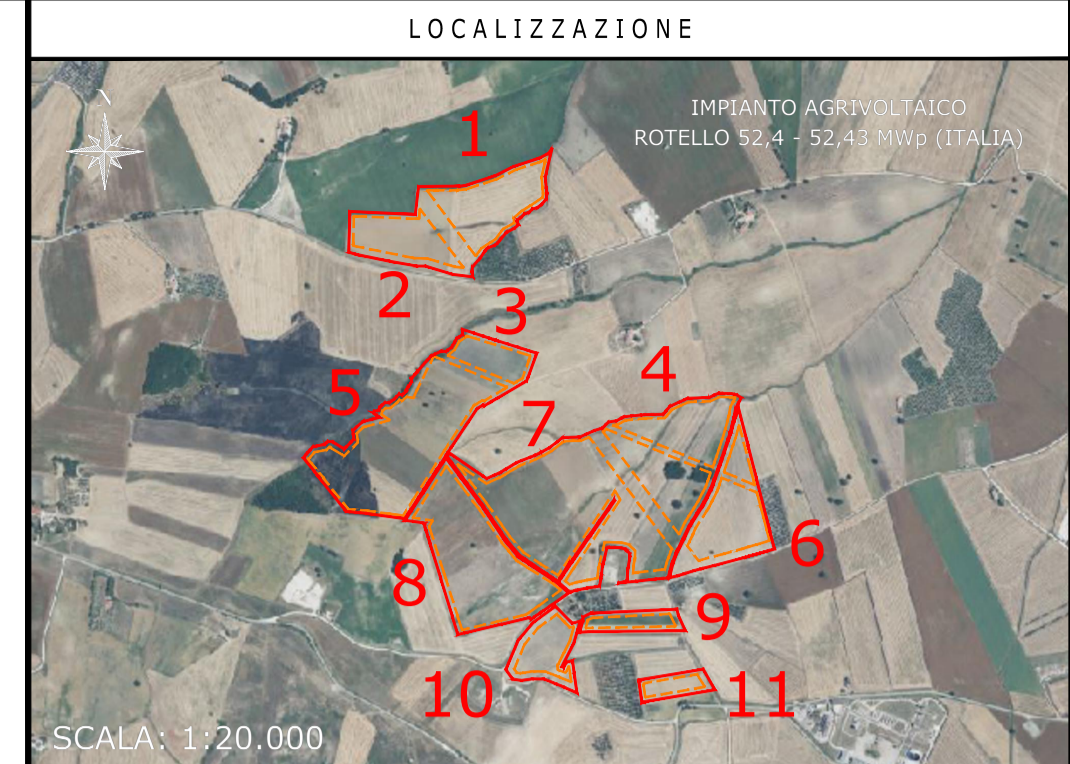 LOCALIZZAZIONE
IMPIANTO AGRIVOLTAICO
ROTELLO 52,4 - 52,43 MWp (ITALIA)
N
1
2
3
4
5
7
6
8
9
10
11
SCALA: 1:20.000